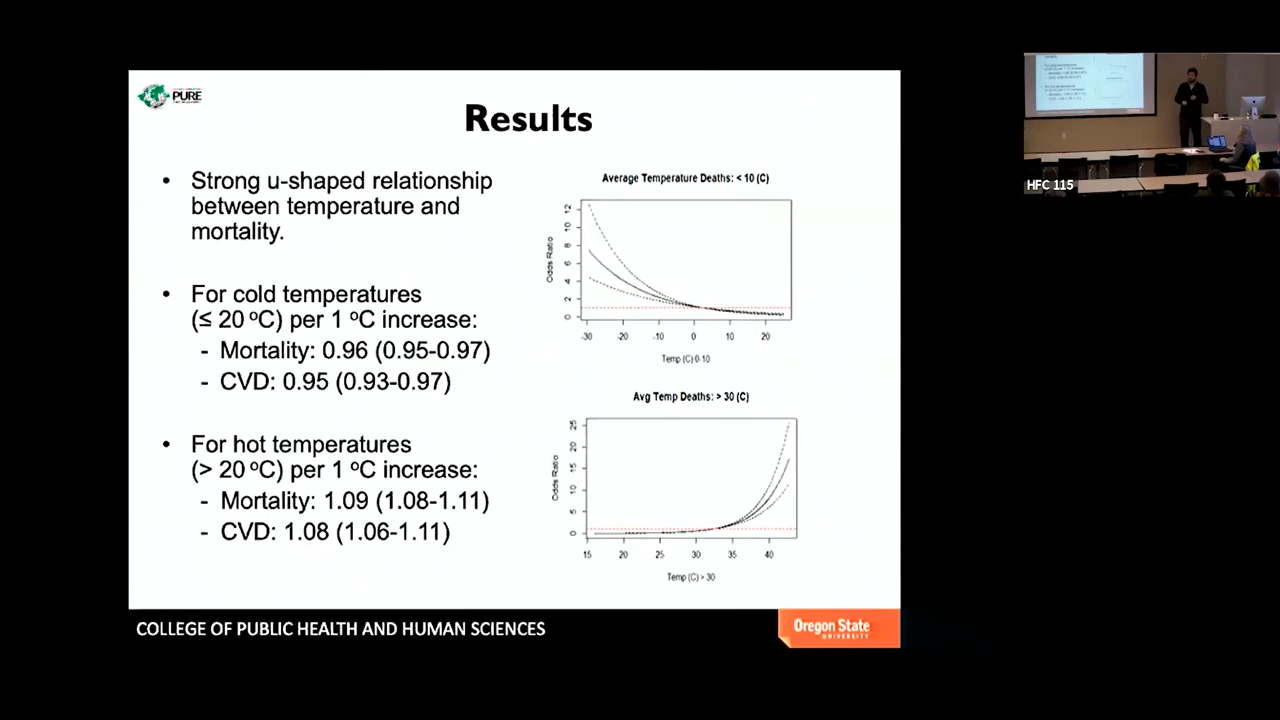 PURE
Results
• Strong u-shaped relationship
between temperature and
mortality.
• For cold temperatures
(≤ 20 ºC) per 1 ºC increase:
- Mortality: 0.96 (0.95-0.97)
- CVD: 0.95 (0.93-0.97)
• For hot temperatures
(> 20 ºC) per 1 ºC increase:
- Mortality: 1.09 (1.08-1.11)
- CVD: 1.08 (1.06-1.11)
Average Temperature Deaths: < 10 (C)
Odds Ratio
12
10
8
6
4
2
0
-30 -20 -10 0 10 20
Temp (C) 0-10
Avg Temp Deaths: > 30 (C)
Odds Ratio
25
20
15
10
5
0
15 20 25 30 35 40
Temp (C) > 30
COLLEGE OF PUBLIC HEALTH AND HUMAN SCIENCES
Oregon State
UNIVERSITY
HFC 115